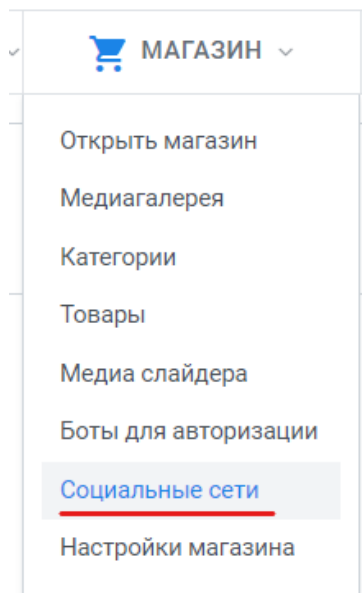 МАГАЗИН
Открыть магазин
Медиагалерея
Категории
Товары
Медиа слайдера
Боты для авторизации
Социальные сети
Настройки магазина